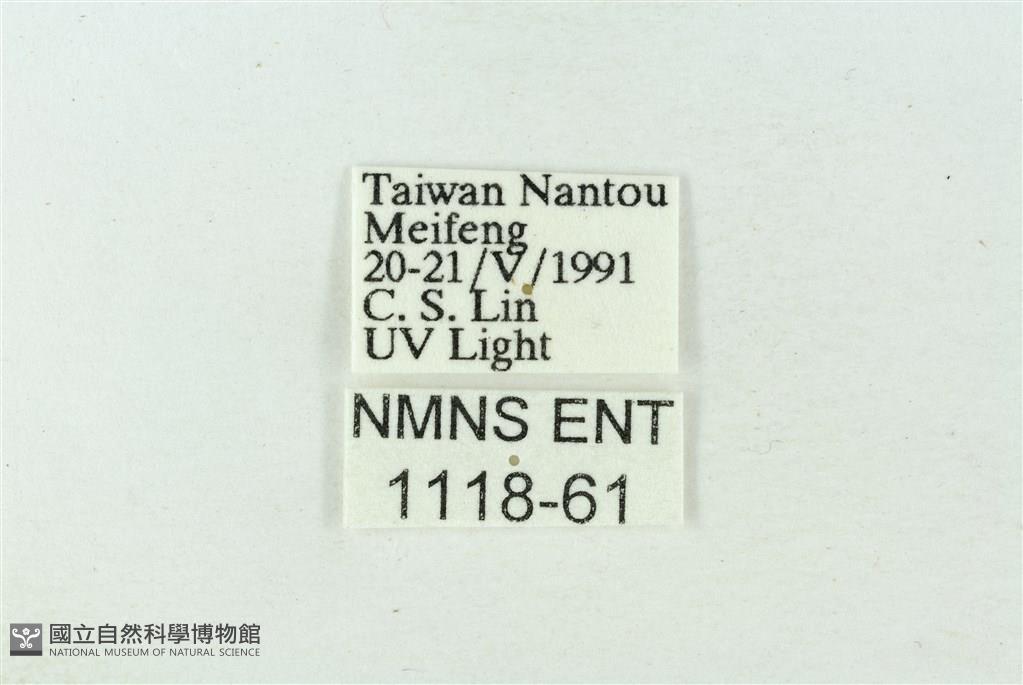 Taiwan Nantou
Meifeng
20-21/V/1991
C. S. Lin
UV Light
NMNS ENT
1118-61
國立自然科學博物館
NATIONAL MUSEUM OF NATURAL SCIENCE